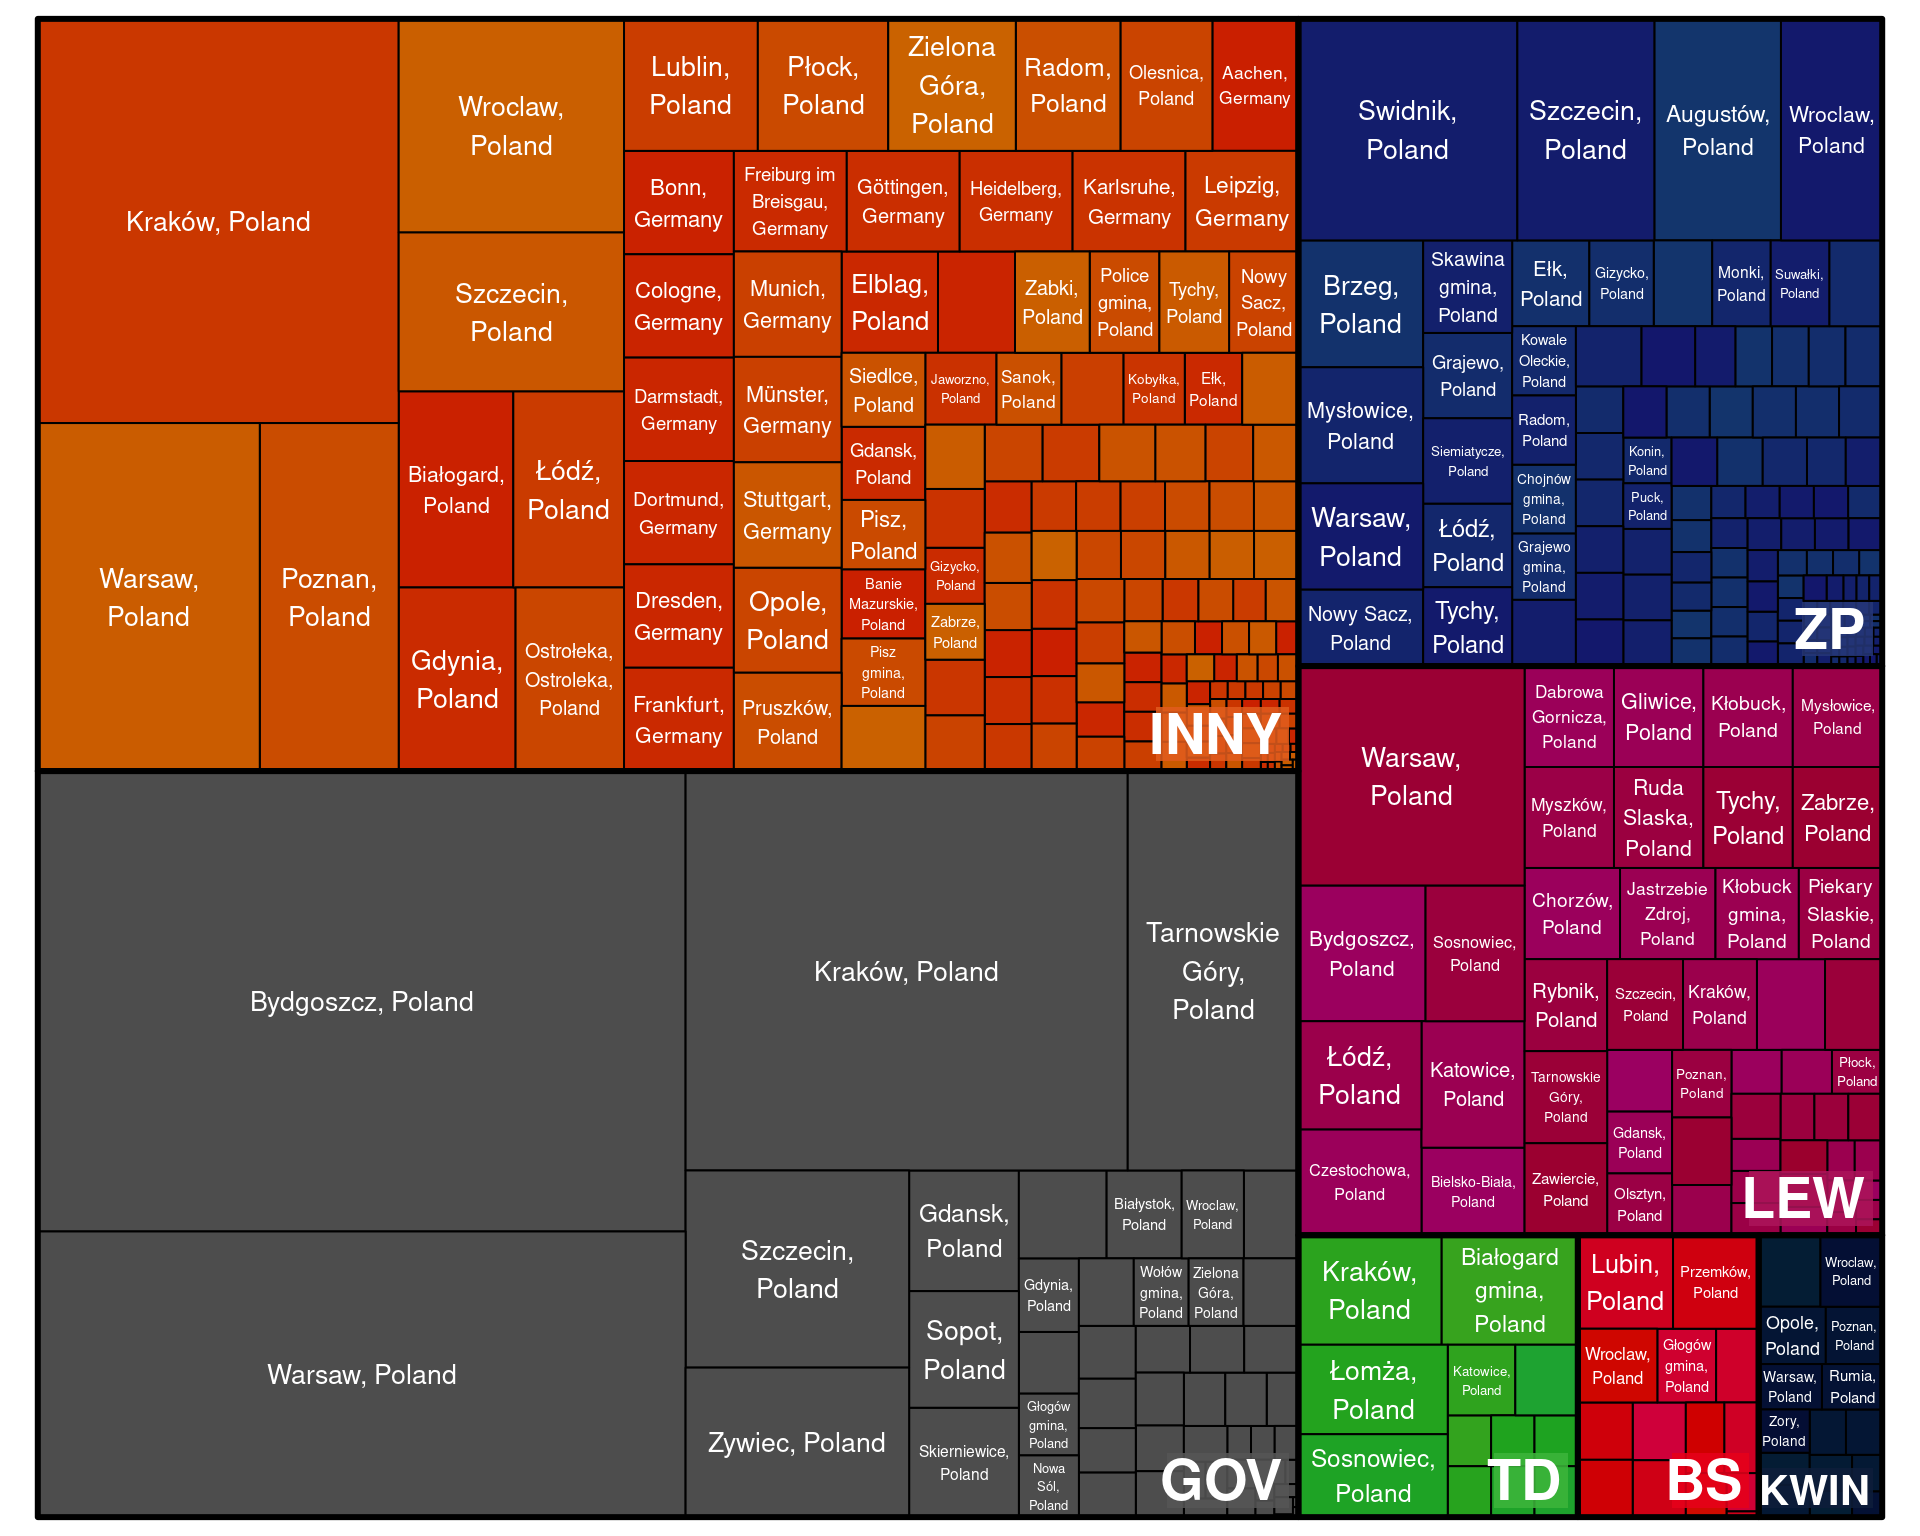 Kraków, Poland
Wroclaw,
Poland
Szczecin,
Poland
Warsaw,
Poland
Poznan,
Poland
Białogard,
Poland
Łódź,
Poland
Gdynia,
Poland
Ostrołeka,
Ostroleka,
Poland
Lublin,
Poland
Płock,
Poland
Zielona
Góra,
Poland
Radom,
Poland
Olesnica,
Poland
Aachen,
Germany
Bonn,
Germany
Freiburg im
Breisgau,
Germany
Göttingen,
Germany
Heidelberg,
Germany
Karlsruhe,
Germany
Leipzig,
Germany
Cologne,
Germany
Munich,
Germany
Elblag,
Poland
Zabki,
Poland
Police
gmina,
Poland
Tychy,
Poland
Nowy
Sacz,
Poland
Darmstadt,
Germany
Münster,
Germany
Siedlce,
Poland
Jaworzno,
Poland
Sanok,
Poland
Kobyłka,
Poland
Ełk,
Poland
Dortmund,
Germany
Stuttgart,
Germany
Gdansk,
Poland
Pisz,
Poland
Dresden,
Germany
Opole,
Poland
Banie
Mazurskie,
Poland
Gizycko,
Poland
Zabrze,
Poland
Frankfurt,
Germany
Pruszków,
Poland
Pisz
gmina,
Poland
INNY
Swidnik,
Poland
Szczecin,
Poland
Augustów,
Poland
Wroclaw,
Poland
Brzeg,
Poland
Skawina
gmina,
Poland
Ełk,
Poland
Gizycko,
Poland
Monki,
Poland
Suwałki,
Poland
Mysłowice,
Poland
Grajewo,
Poland
Kowale
Oleckie,
Poland
Radom,
Poland
Siemiatycze,
Poland
Konin,
Poland
Chojnów
gmina,
Poland
Puck,
Poland
Warsaw,
Poland
Łódź,
Poland
Grajewo
gmina,
Poland
Nowy Sacz,
Poland
Tychy,
Poland
ZP
Bydgoszcz, Poland
Kraków, Poland
Tarnowskie
Góry,
Poland
Warsaw, Poland
Szczecin,
Poland
Zywiec, Poland
Gdansk,
Poland
Sopot,
Poland
Skierniewice,
Poland
Białystok,
Poland
Wroclaw,
Poland
Gdynia,
Poland
Wołów
gmina,
Poland
Zielona
Góra,
Poland
Głogów
gmina,
Poland
Nowa
Sól,
Poland
GOV
Warsaw,
Poland
Dabrowa
Gornicza,
Poland
Gliwice,
Poland
Kłobuck,
Poland
Mysłowice,
Poland
Myszków,
Poland
Ruda
Slaska,
Poland
Tychy,
Poland
Zabrze,
Poland
Bydgoszcz,
Poland
Sosnowiec,
Poland
Chorzów,
Poland
Jastrzebie
Zdroj,
Poland
Kłobuck
gmina,
Poland
Piekary
Slaskie,
Poland
Rybnik,
Poland
Szczecin,
Poland
Kraków,
Poland
Łódź,
Poland
Katowice,
Poland
Tarnowskie
Góry,
Poland
Poznan,
Poland
Płock,
Poland
Gdansk,
Poland
Czestochowa,
Poland
Bielsko-Biała,
Poland
Zawiercie,
Poland
Olsztyn,
Poland
LEW
Kraków,
Poland
Białogard
gmina,
Poland
Łomża,
Poland
Katowice,
Poland
Sosnowiec,
Poland
TD
Lubin,
Poland
Przemków,
Poland
Wroclaw,
Poland
Głogów
gmina,
Poland
BS
Wroclaw,
Poland
Opole,
Poland
Poznan,
Poland
Warsaw,
Poland
Rumia,
Poland
Zory,
Poland
KWIN